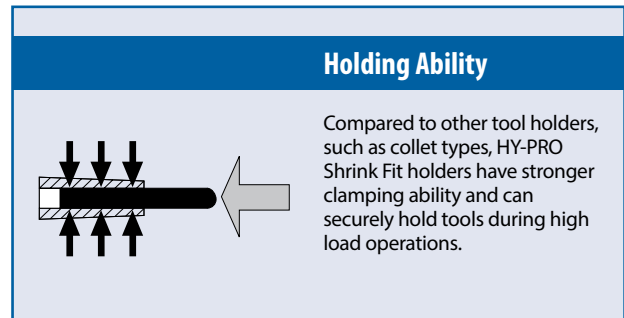 Holding Ability
Compared to other tool holders,
such as collet types, HY-PRO
Shrink Fit holders have stronger
clamping ability and can
securely hold tools during high
load operations.